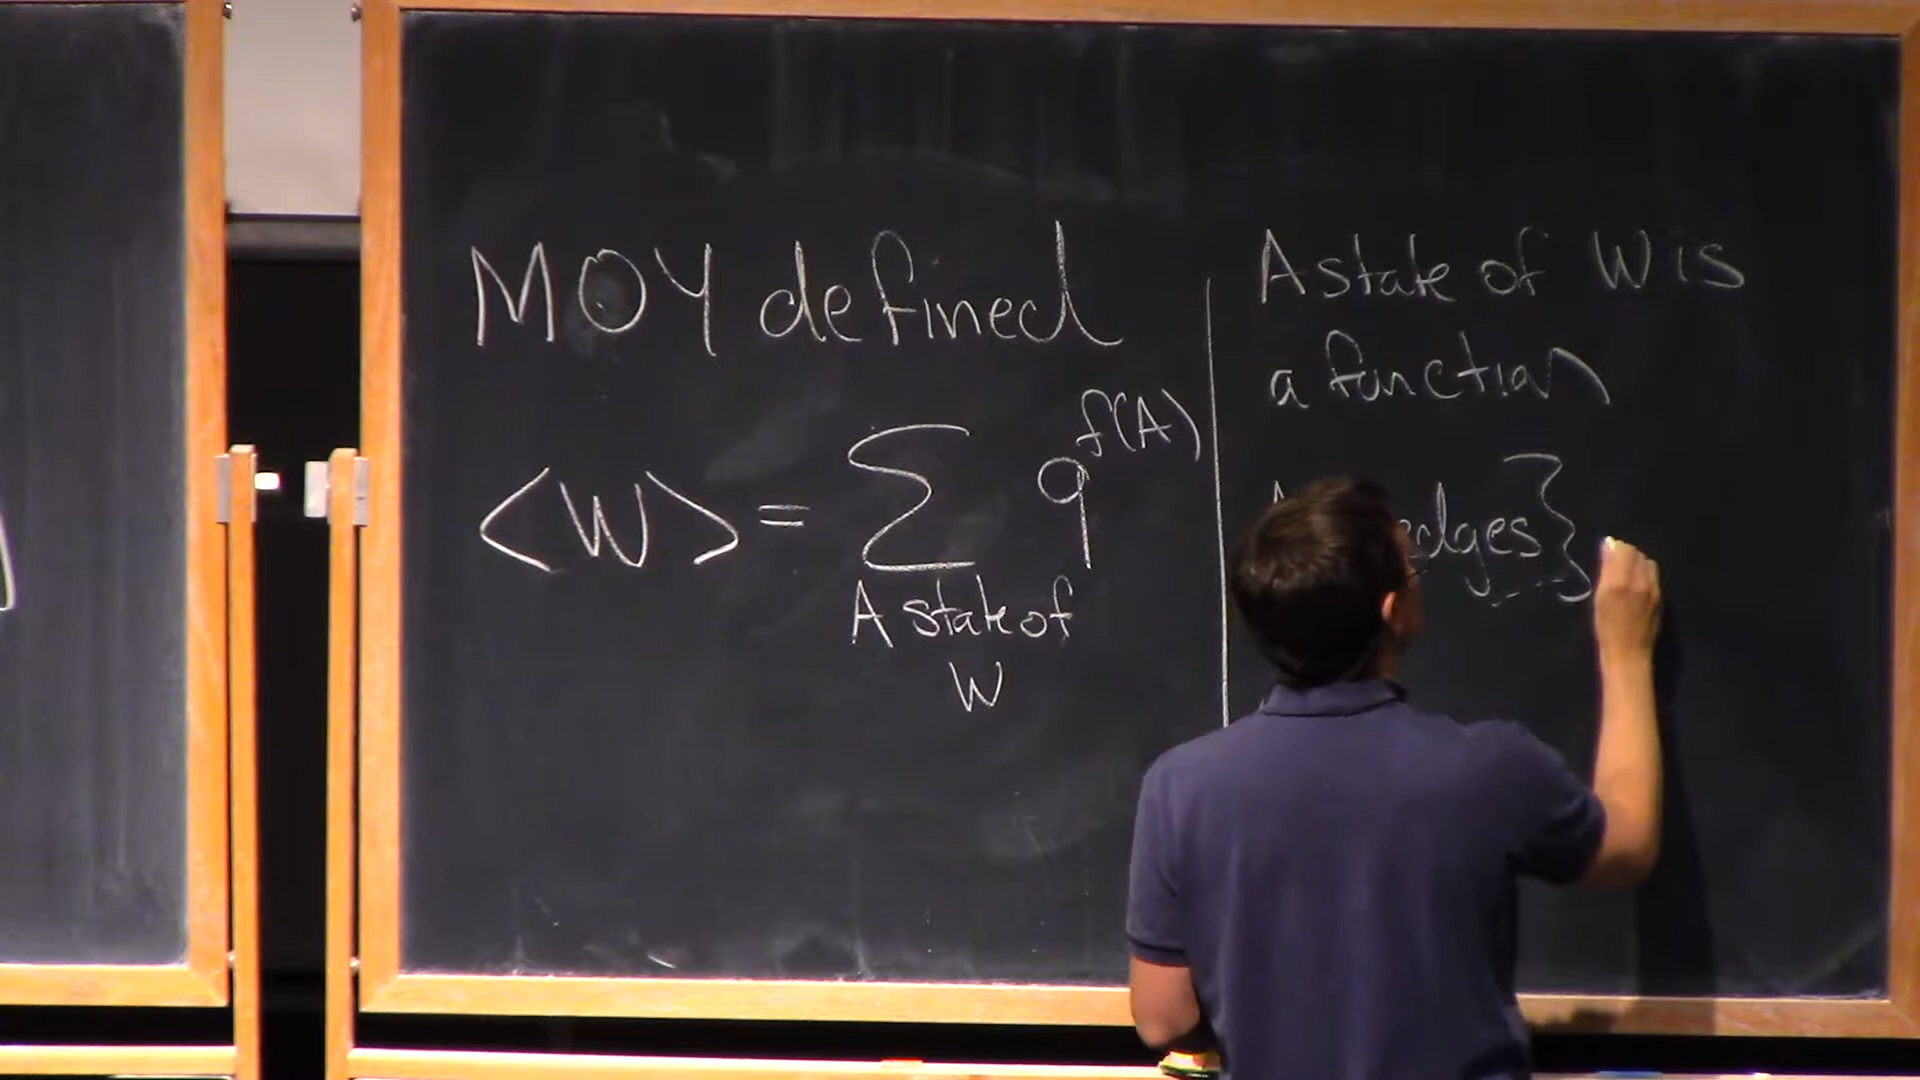 MOY defined
<W> = Σ q^f(A)
A state of
W
A state of W is
a function
edges}